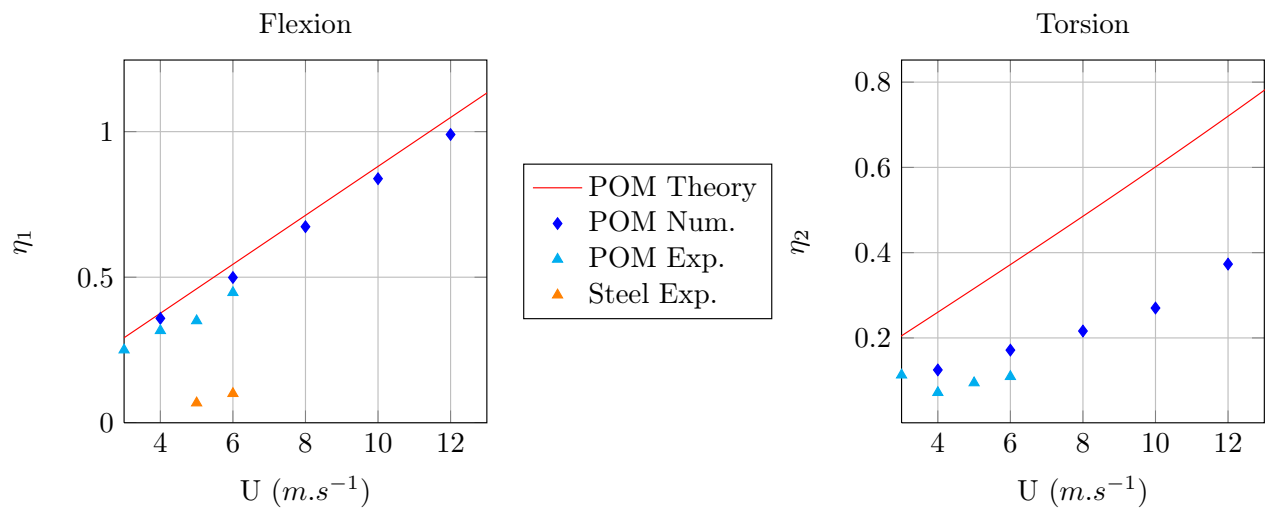 Flexion
1
0.5
0
η₁
4 6 8 10 12
U (m.s⁻¹)
POM Theory
POM Num.
POM Exp.
Steel Exp.
Torsion
0.8
0.6
0.4
0.2
η₂
4 6 8 10 12
U (m.s⁻¹)